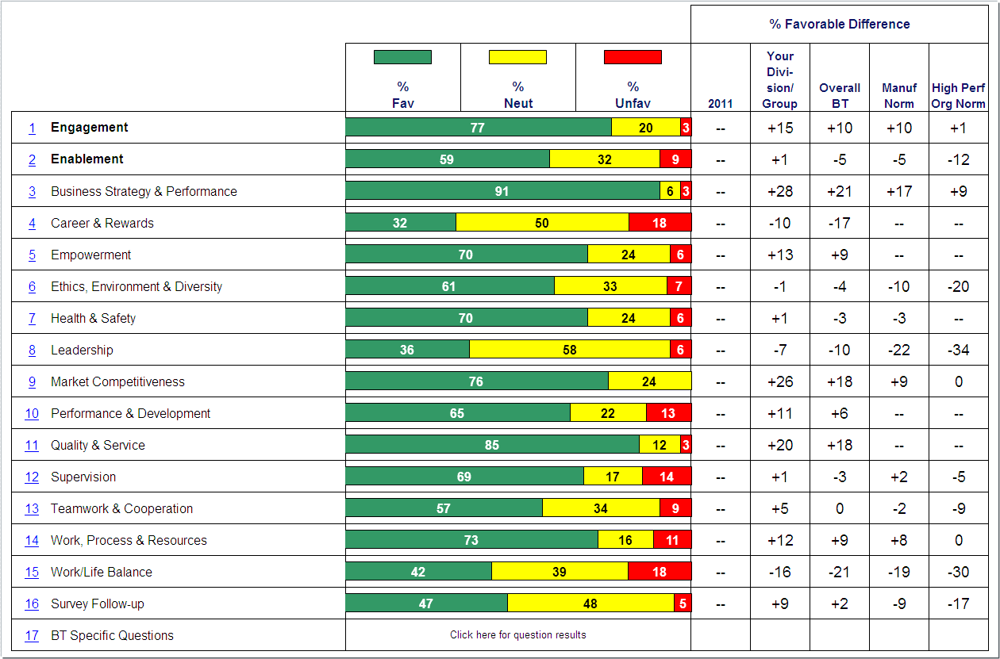 % Favorable Difference
% Fav
% Neut
% Unfav
2011
Your Divi-sion/ Group
Overall BT
Manuf Norm
High Perf Org Norm
1 Engagement 77 20 3 -- +15 +10 +10 +1
2 Enablement 59 32 9 -- +1 -5 -5 -12
3 Business Strategy & Performance 91 6 3 -- +28 +21 +17 +9
4 Career & Rewards 32 50 18 -- -10 -17 -- --
5 Empowerment 70 24 6 -- +13 +9 -- --
6 Ethics, Environment & Diversity 61 33 7 -- -1 -4 -10 -20
7 Health & Safety 70 24 6 -- +1 -3 -3 --
8 Leadership 36 58 6 -- -7 -10 -22 -34
9 Market Competitiveness 76 24 -- +26 +18 +9 0
10 Performance & Development 65 22 13 -- +11 +6 -- --
11 Quality & Service 85 12 3 -- +20 +18 -- --
12 Supervision 69 17 14 -- +1 -3 +2 -5
13 Teamwork & Cooperation 57 34 9 -- +5 0 -2 -9
14 Work, Process & Resources 73 16 11 -- +12 +9 +8 0
15 Work/Life Balance 42 39 18 -- -16 -21 -19 -30
16 Survey Follow-up 47 48 5 -- +9 +2 -9 -17
17 BT Specific Questions Click here for question results